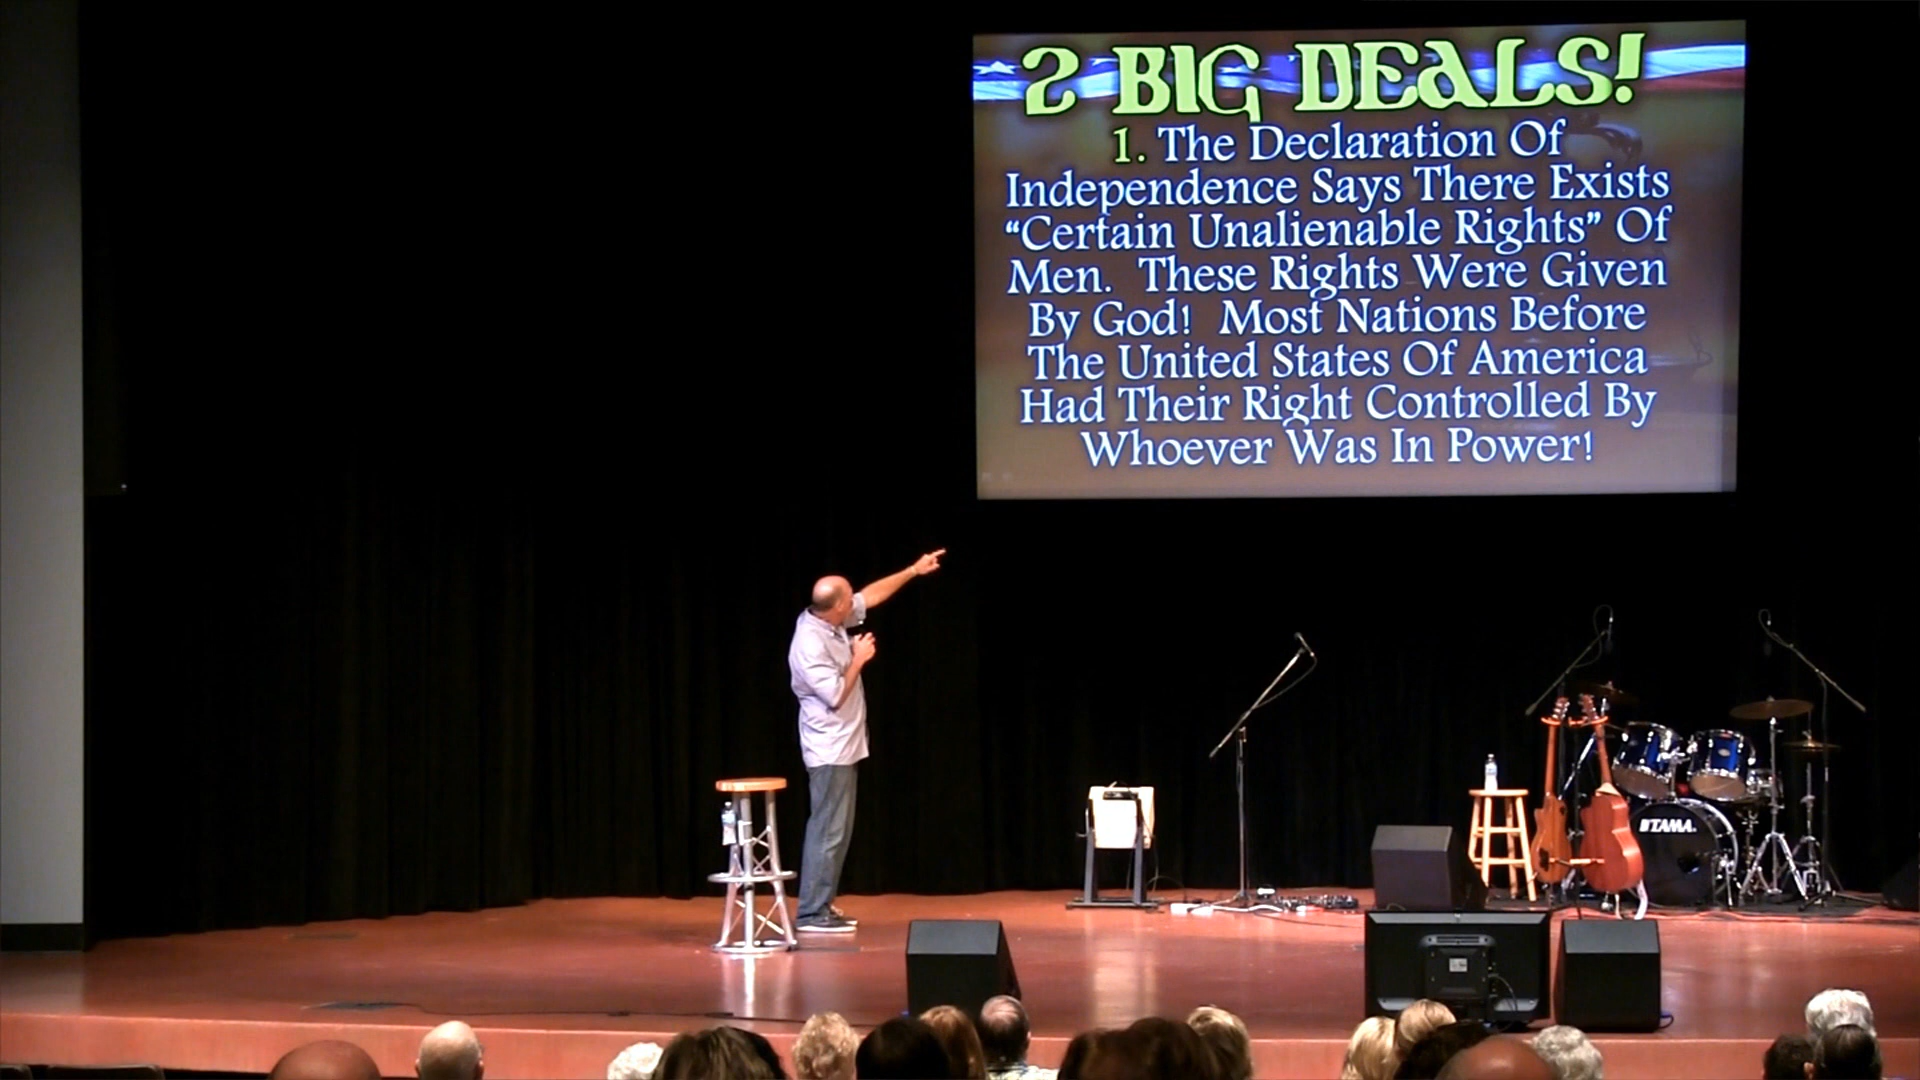 2 BIG DEALS!
1. The Declaration Of
Independence Says There Exists
“Certain Unalienable Rights” Of
Men. These Rights Were Given
By God! Most Nations Before
The United States Of America
Had Their Right Controlled By
Whoever Was In Power!
TAMA